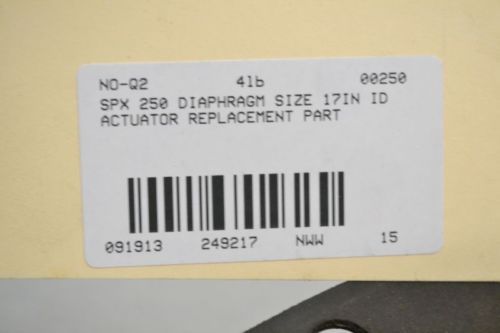 NO-Q2 4lb 00250
SPX 250 DIAPHRAGM SIZE 17IN ID
ACTUATOR REPLACEMENT PART
091913 249217 NWW 15